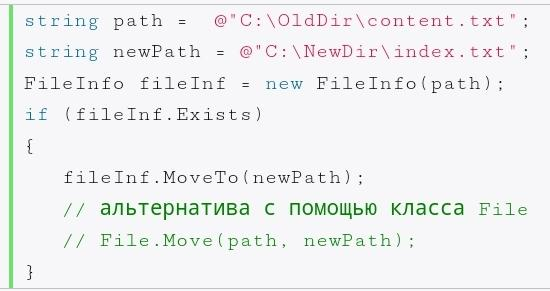 string path =  @"C:\OldDir\content.txt";
string newPath = @"C:\NewDir\index.txt";
FileInfo fileInf = new FileInfo(path);
if (fileInf.Exists)
{
   fileInf.MoveTo(newPath);
   // альтернатива с помощью класса File
   // File.Move(path, newPath);
}